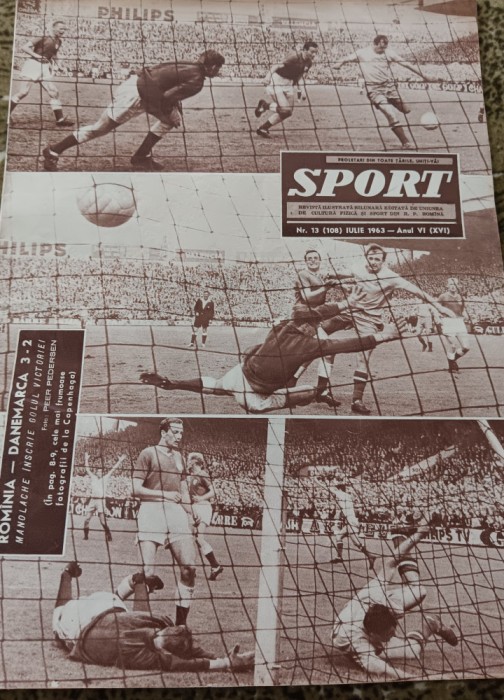 PHILIPS
PROLETARI DIN TOATE ȚĂRILE, UNIȚI-VĂ!
SPORT
REVISTĂ ILUSTRATĂ BILUNARĂ EDITATĂ DE UNIUNEA
DE CULTURĂ FIZICĂ ȘI SPORT DIN R. P. ROMÎNĂ
Nr. 13 (108) IULIE 1963 — Anul VI (XVI)
HILIPS
ROMÎNIA — DANEMARCA 3-2
MANOLACHE ÎNSCRIE GOLUL VICTORIEI
Foto: PEER PEDERSEN
(În pag. 8-9, cele mai frumoase
fotografii de la Copenhaga)